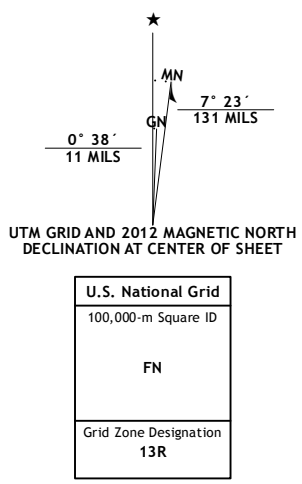 ★
MN
7° 23´
131 MILS
GN
0° 38´
11 MILS
UTM GRID AND 2012 MAGNETIC NORTH
DECLINATION AT CENTER OF SHEET
U.S. National Grid
100,000-m Square ID
FN
Grid Zone Designation
13R